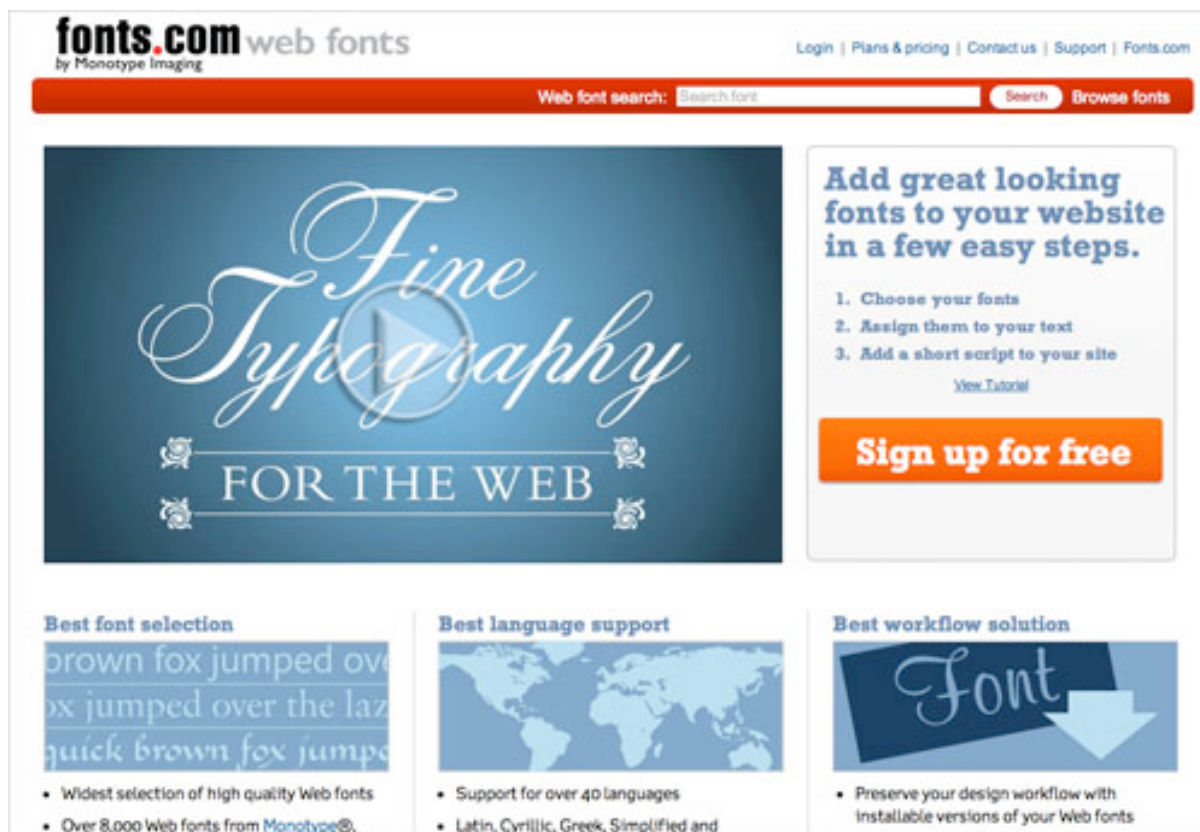 fonts.com web fonts
by Monotype Imaging
Login | Plans & pricing | Contact us | Support | Fonts.com
Web font search: Search font Search Browse fonts
Fine
Typography
FOR THE WEB
Add great looking
fonts to your website
in a few easy steps.
1. Choose your fonts
2. Assign them to your text
3. Add a short script to your site
View Tutorial
Sign up for free
Best font selection
brown fox jumped ove
ox jumped over the laz
quick brown fox jumpe
• Widest selection of high quality Web fonts
• Over 8,000 Web fonts from Monotype®,
Best language support
• Support for over 40 languages
• Latin, Cyrillic, Greek, Simplified and
Best workflow solution
Font
• Preserve your design workflow with
installable versions of your Web fonts